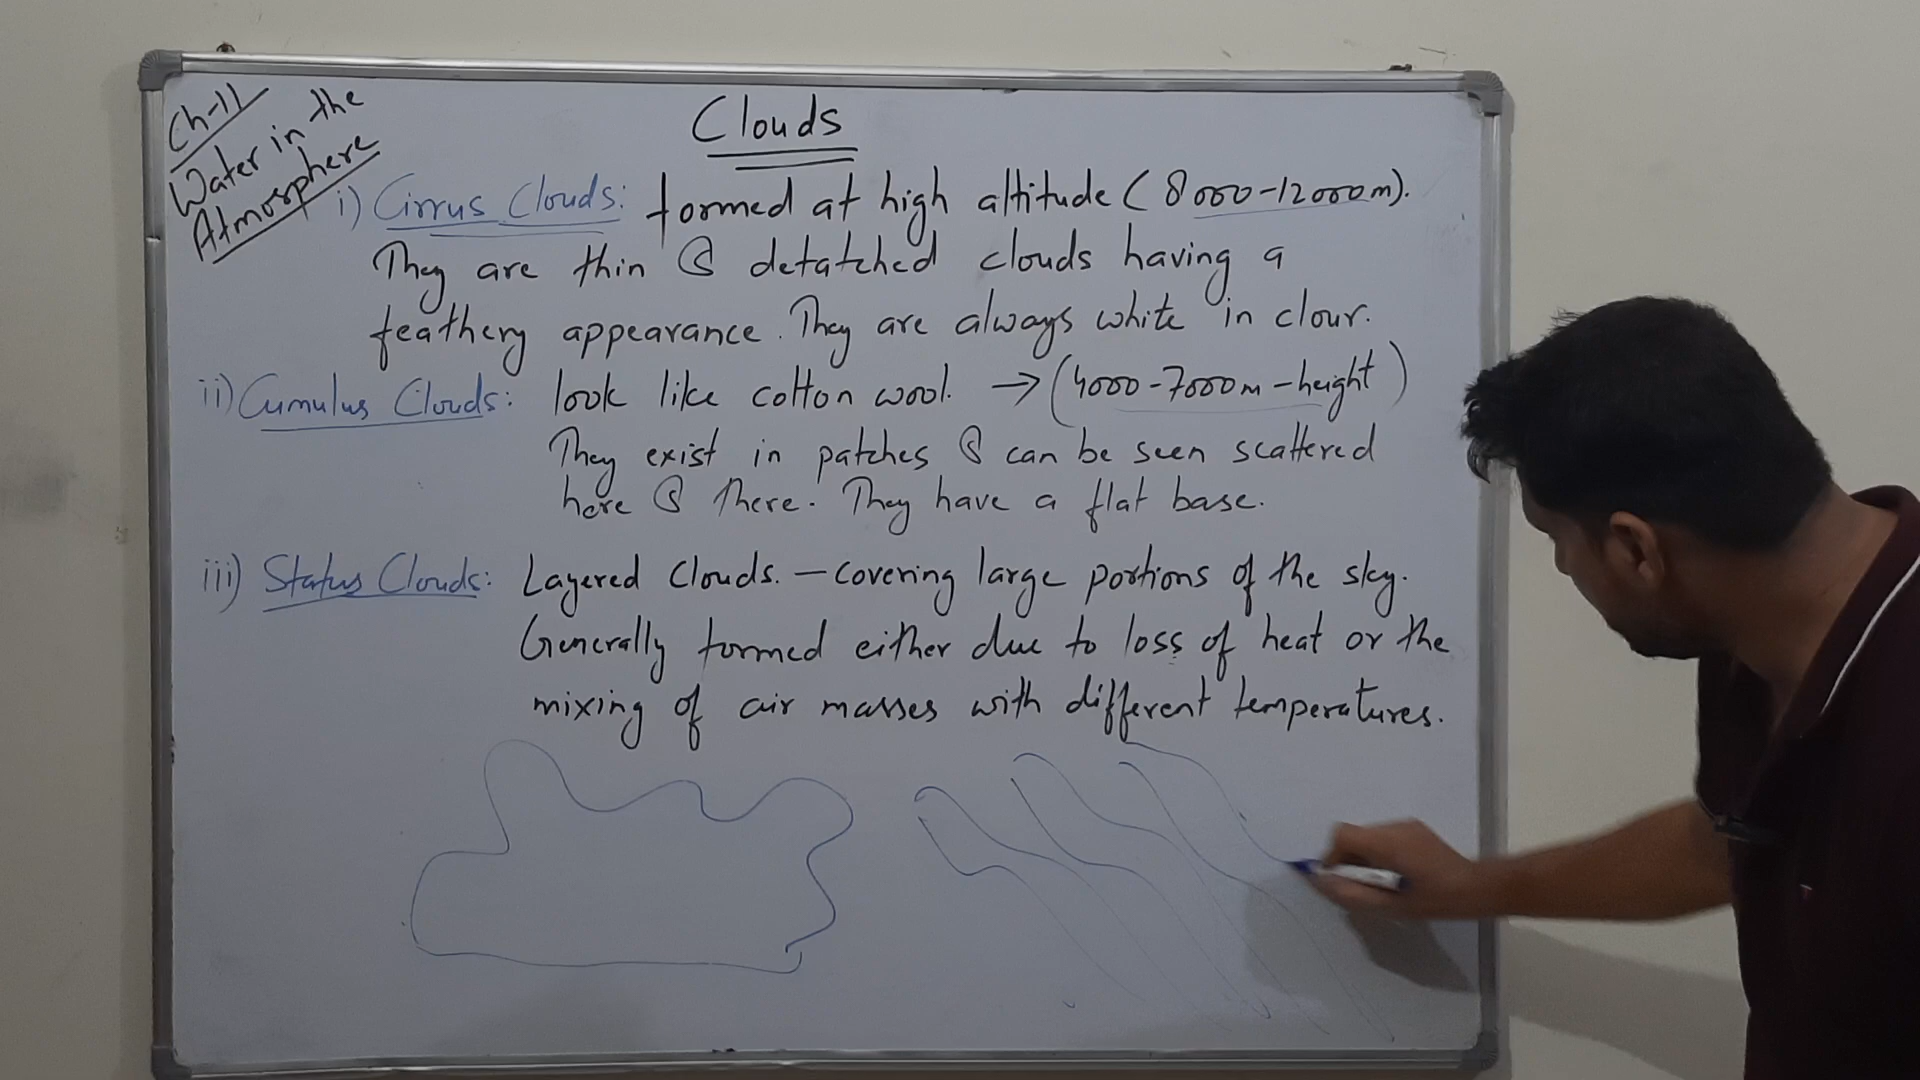 Ch-11
Water in the
Atmosphere
Clouds
i) Cirrus Clouds: formed at high altitude (8000-12000m).
They are thin & detatched clouds having a
feathery appearance. They are always white in clour.
ii) Cumulus Clouds: look like cotton wool. → (4000-7000m-height)
They exist in patches & can be seen scattered
here & there. They have a flat base.
iii) Status Clouds: Layered Clouds. - covering large portions of the sky.
Generally formed either due to loss of heat or the
mixing of air masses with different temperatures.